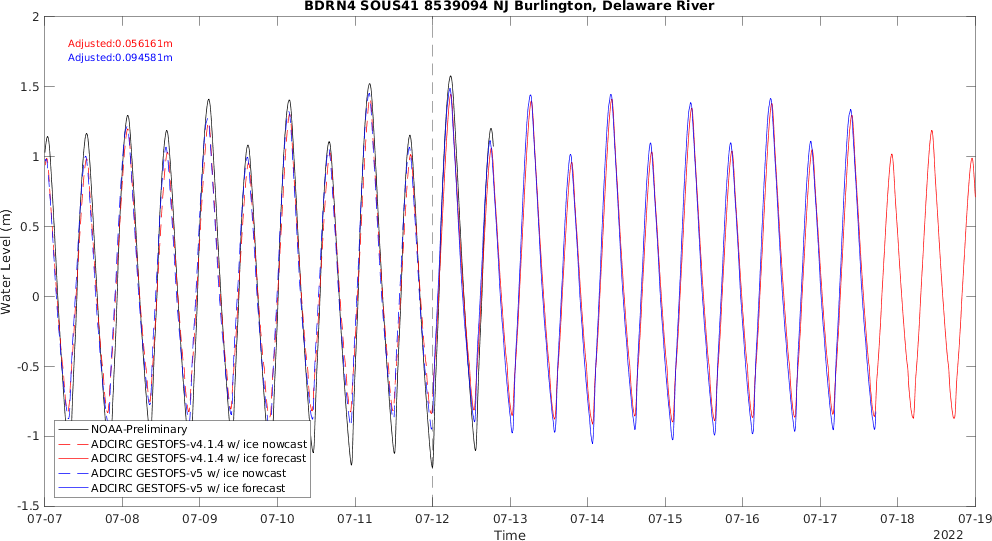 BDRN4 SOUS41 8539094 NJ Burlington, Delaware River
Adjusted:0.056161m
Adjusted:0.094581m
Water Level (m)
2
1.5
1
0.5
0
-0.5
-1
-1.5
NOAA-Preliminary
ADCIRC GESTOFS-v4.1.4 w/ ice nowcast
ADCIRC GESTOFS-v4.1.4 w/ ice forecast
ADCIRC GESTOFS-v5 w/ ice nowcast
ADCIRC GESTOFS-v5 w/ ice forecast
07-07 07-08 07-09 07-10 07-11 07-12 07-13 07-14 07-15 07-16 07-17 07-18 07-19
Time
2022